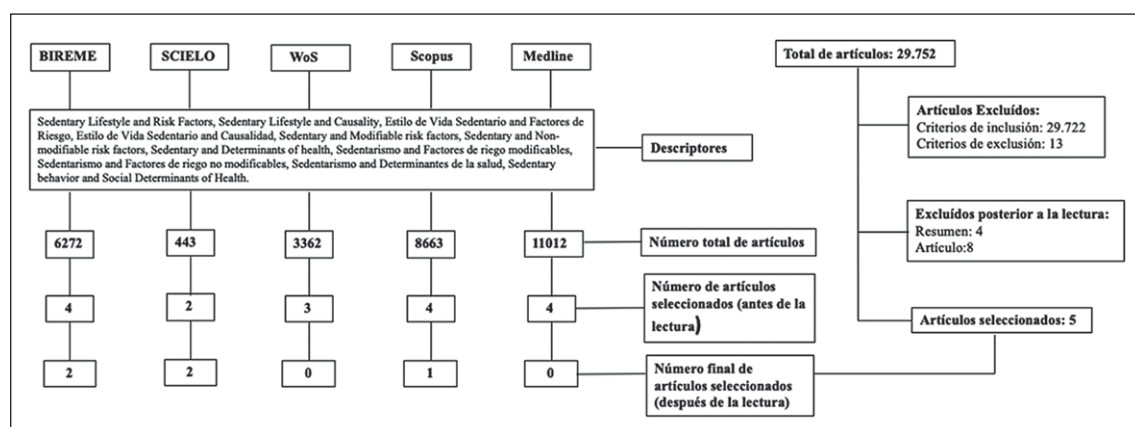 BIREME
SCIELO
WoS
Scopus
Medline
Sedentary Lifestyle and Risk Factors, Sedentary Lifestyle and Causality, Estilo de Vida Sedentario and Factores de
Riesgo, Estilo de Vida Sedentario and Causalidad, Sedentary and Modifiable risk factors, Sedentary and Non-
modifiable risk factors, Sedentary and Determinants of health, Sedentarismo and Factores de riego modificables,
Sedentarismo and Factores de riego no modificables, Sedentarismo and Determinantes de la salud, Sedentary
behavior and Social Determinants of Health.
Descriptores
6272
443
3362
8663
11012
Número total de artículos
4
2
3
4
4
Número de artículos
seleccionados (antes de la
lectura)
2
2
0
1
0
Número final de
artículos seleccionados
(después de la lectura)
Total de artículos: 29.752
Artículos Excluídos:
Criterios de inclusión: 29.722
Criterios de exclusión: 13
Excluídos posterior a la lectura:
Resumen: 4
Artículo:8
Artículos seleccionados: 5